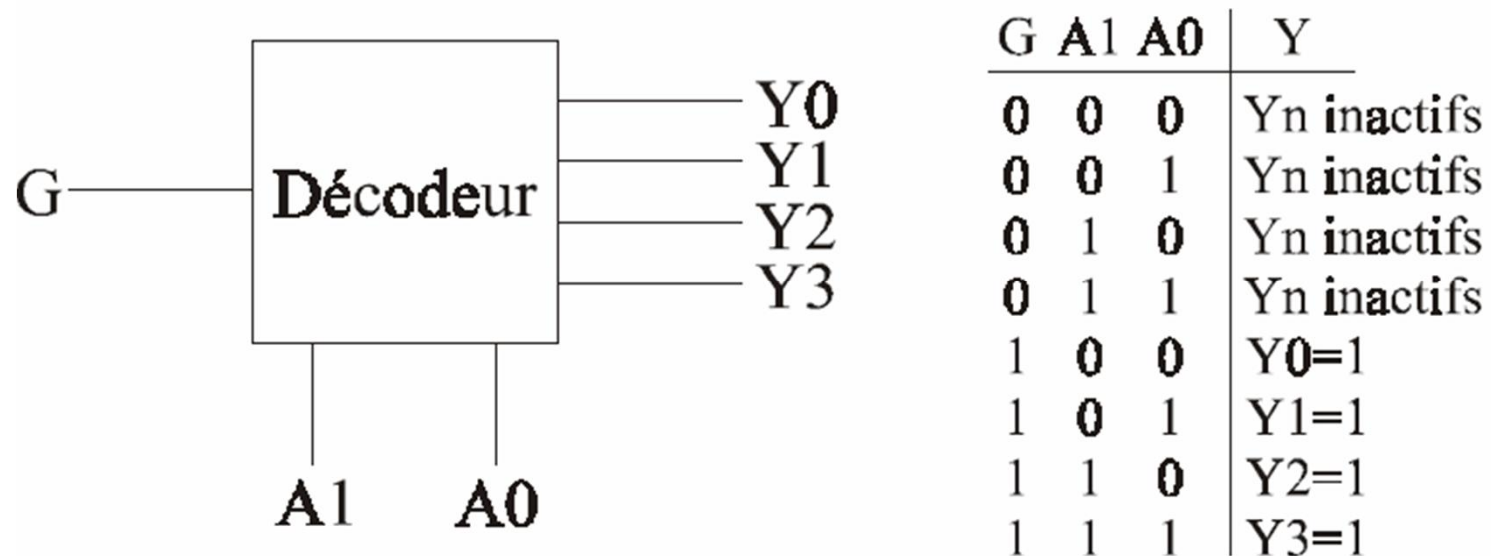 G
Décodeur
Y0
Y1
Y2
Y3
A1 A0
G A1 A0 Y
0 0 0 Yn inactifs
0 0 1 Yn inactifs
0 1 0 Yn inactifs
0 1 1 Yn inactifs
1 0 0 Y0=1
1 0 1 Y1=1
1 1 0 Y2=1
1 1 1 Y3=1